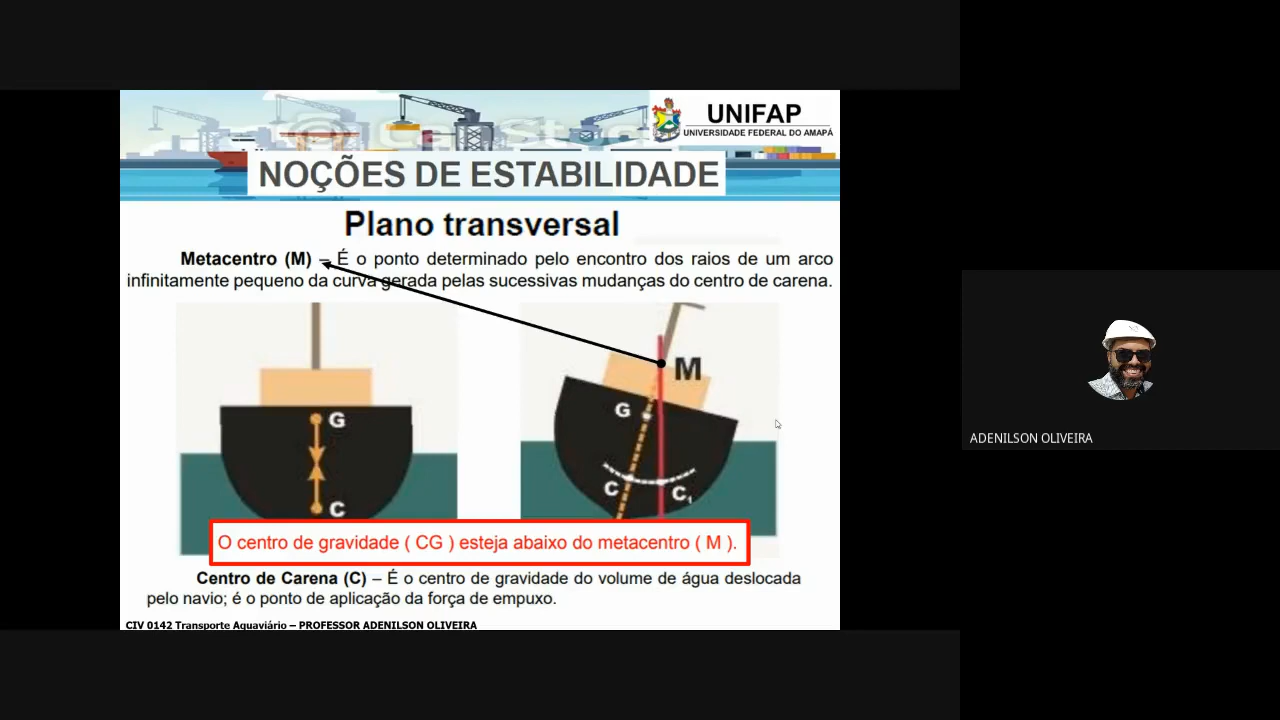 UNIFAP
UNIVERSIDADE FEDERAL DO AMAPÁ
NOÇÕES DE ESTABILIDADE
Plano transversal
Metacentro (M) – É o ponto determinado pelo encontro dos raios de um arco
infinitamente pequeno da curva gerada pelas sucessivas mudanças do centro de carena.
G
C
M
G
C
C1
O centro de gravidade ( CG ) esteja abaixo do metacentro ( M ).
Centro de Carena (C) – É o centro de gravidade do volume de água deslocada
pelo navio; é o ponto de aplicação da força de empuxo.
CIV 0142 Transporte Aquaviário – PROFESSOR ADENILSON OLIVEIRA
ADENILSON OLIVEIRA